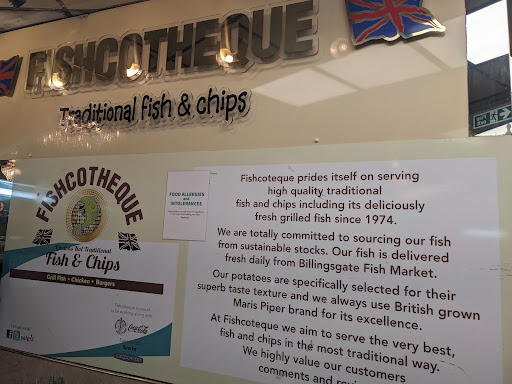 FISHCOTHEQUE
Traditional fish & chips
FISHCOTHEQUE
Fish & Chips
Grill Fish • Chicken • Burgers
Coca-Cola
yelp
FOOD ALLERGIES
and
INTOLERANCES
Fishcoteque prides itself on serving
high quality traditional
fish and chips including its deliciously
fresh grilled fish since 1974.
We are totally committed to sourcing our fish
from sustainable stocks. Our fish is delivered
fresh daily from Billingsgate Fish Market.
Our potatoes are specifically selected for their
superb taste texture and we always use British grown
Maris Piper brand for its excellence.
At Fishcoteque we aim to serve the very best,
fish and chips in the most traditional way.
We highly value our customers
comments and